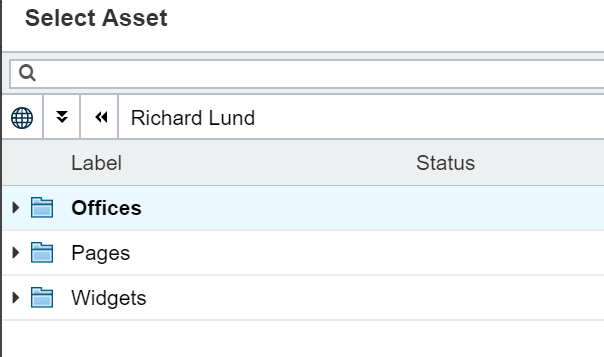 Select Asset
Richard Lund
Label Status
Offices
Pages
Widgets